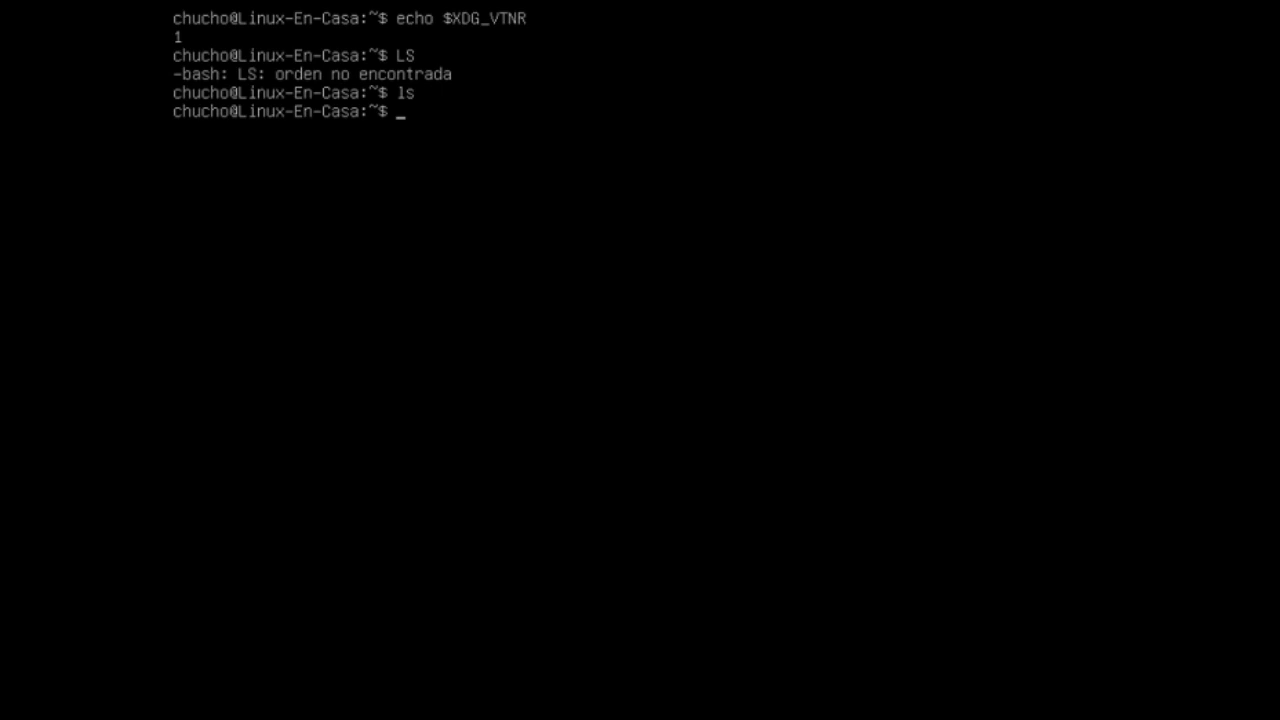 chucho@Linux-En-Casa:~$ echo $XDG_VTNR
1
chucho@Linux-En-Casa:~$ LS
-bash: LS: orden no encontrada
chucho@Linux-En-Casa:~$ ls
chucho@Linux-En-Casa:~$ _